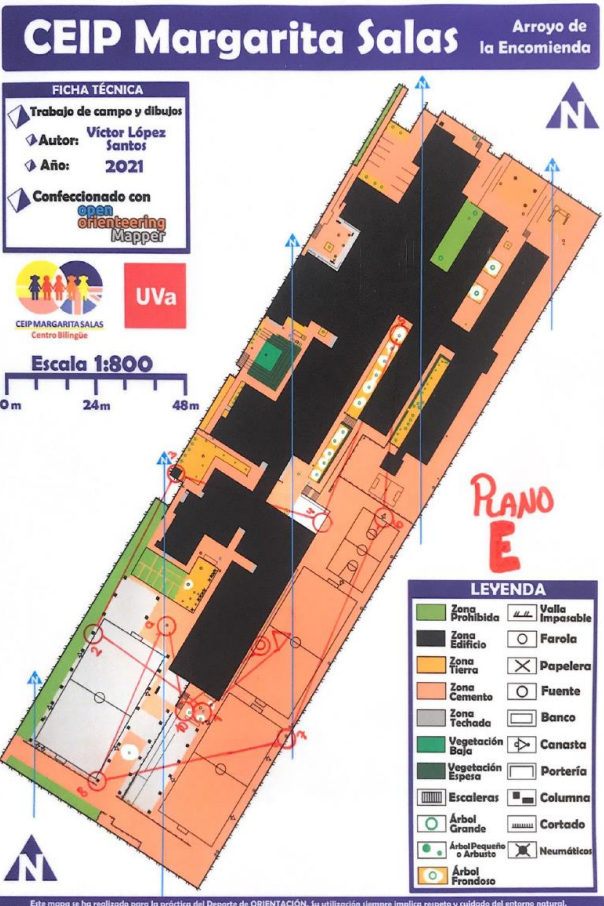 CEIP Margarita Salas
Arroyo de
la Encomienda
FICHA TÉCNICA
Trabajo de campo y dibujos
Autor: Víctor López
Santos
Año: 2021
Confeccionado con
open
orienteering
Mapper
N
CEIP MARGARITA SALAS
Centro Bilingüe
UVa
Escala 1:800
0m 24m 48m
PLANO
E
LEYENDA
Zona
Prohibida
Valla
Impasable
Zona
Edificio
Farola
Zona
Tierra
Papelera
Zona
Cemento
Fuente
Zona
Techada
Banco
Vegetación
Baja
Canasta
Vegetación
Espesa
Portería
Escaleras
Columna
Árbol
Grande
Cortado
Árbol Pequeño
o Arbusto
Neumáticos
Árbol
Frondoso
N
Este mapa se ha realizado para la práctica del Deporte de ORIENTACIÓN. Su utilización siempre implica respeto y cuidado del entorno natural.